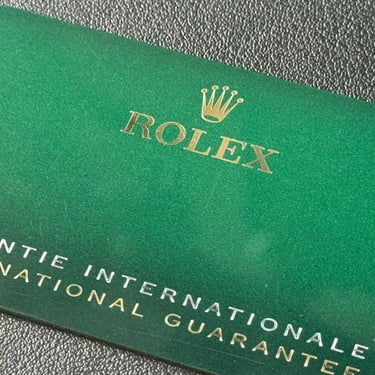 ROLEX
NTIE INTERNATIONALE
NATIONAL GUARANTEE